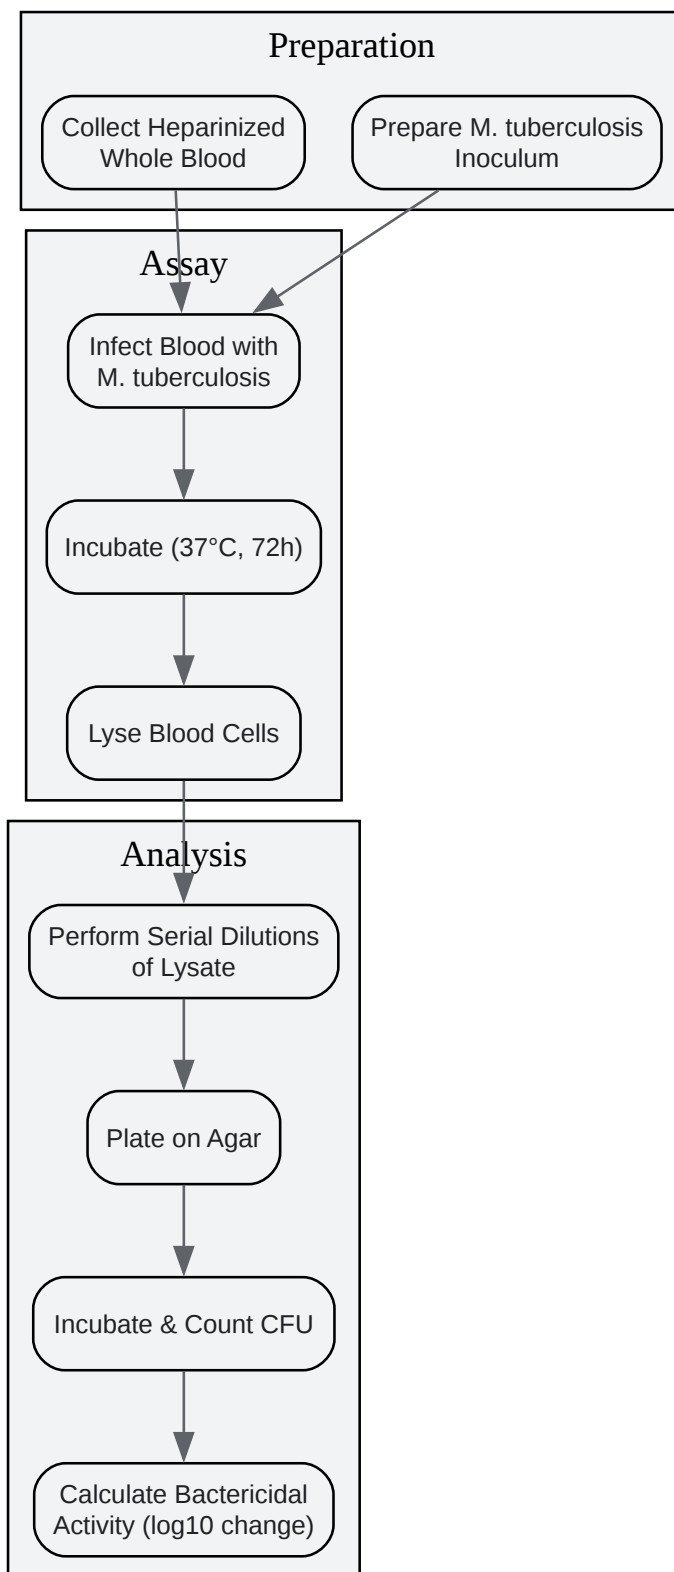 Preparation
Collect Heparinized
Whole Blood
Prepare M. tuberculosis
Inoculum
Assay
Infect Blood with
M. tuberculosis
Incubate (37°C, 72h)
Lyse Blood Cells
Analysis
Perform Serial Dilutions
of Lysate
Plate on Agar
Incubate & Count CFU
Calculate Bactericidal
Activity (log10 change)